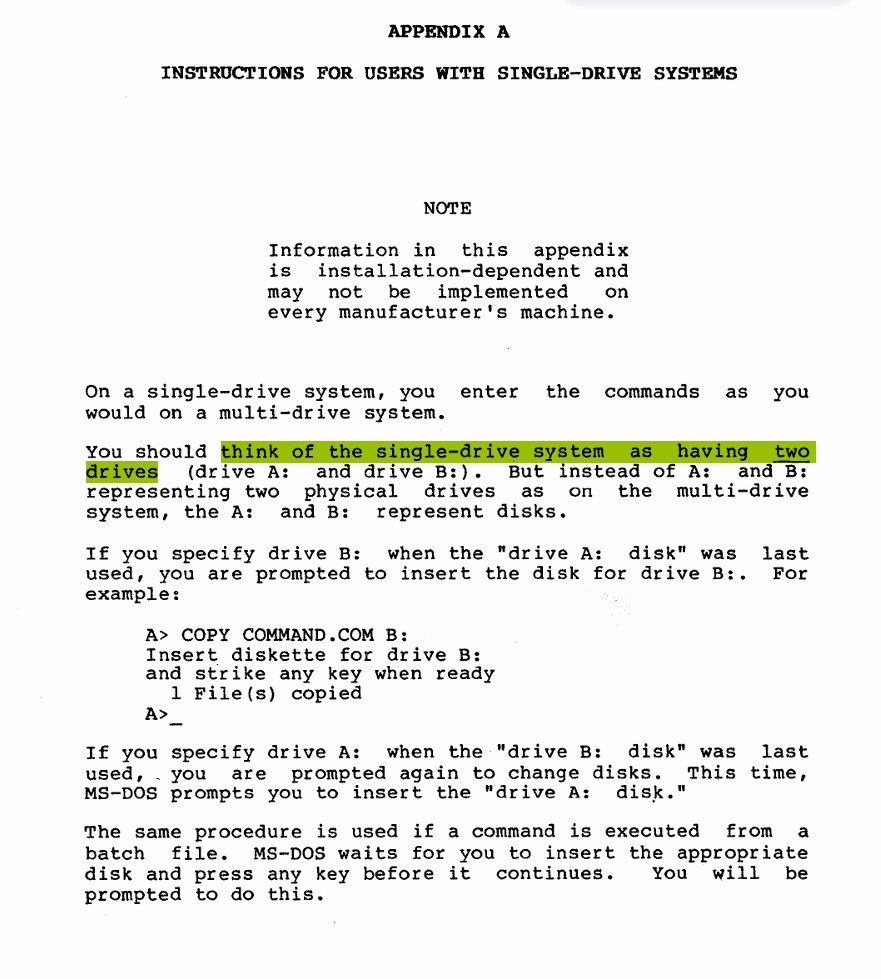 APPENDIX A
INSTRUCTIONS FOR USERS WITH SINGLE-DRIVE SYSTEMS
NOTE
Information in this appendix
is installation-dependent and
may not be implemented on
every manufacturer's machine.
On a single-drive system, you enter the commands as you
would on a multi-drive system.
You should think of the single-drive system as having two
drives (drive A: and drive B:). But instead of A: and B:
representing two physical drives as on the multi-drive
system, the A: and B: represent disks.
If you specify drive B: when the "drive A: disk" was last
used, you are prompted to insert the disk for drive B:. For
example:
A> COPY COMMAND.COM B:
Insert diskette for drive B:
and strike any key when ready
1 File(s) copied
A>_
If you specify drive A: when the "drive B: disk" was last
used, you are prompted again to change disks. This time,
MS-DOS prompts you to insert the "drive A: disk."
The same procedure is used if a command is executed from a
batch file. MS-DOS waits for you to insert the appropriate
disk and press any key before it continues. You will be
prompted to do this.